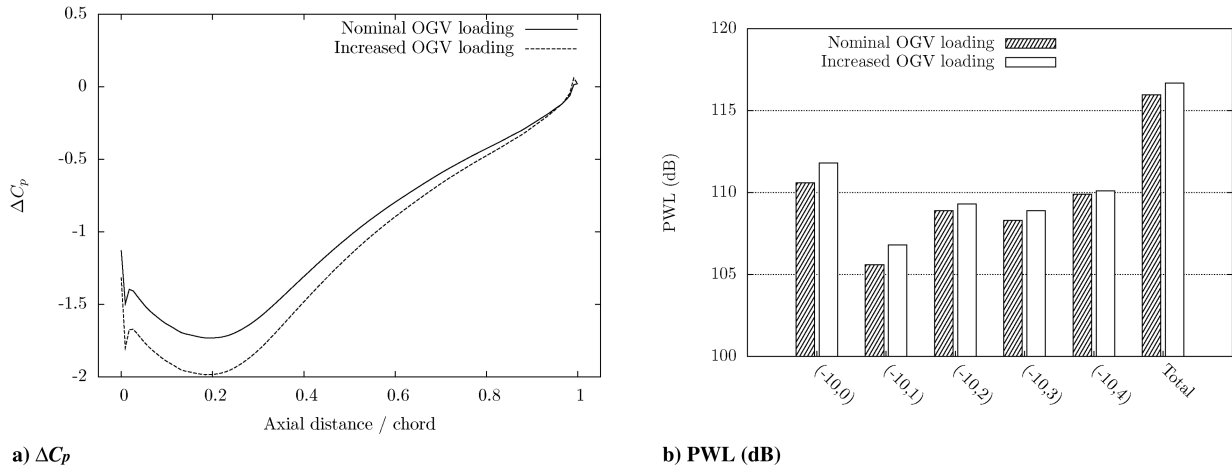 0.5
0
-0.5
-1
-1.5
-2
ΔCp
0
0.2
0.4
0.6
0.8
1
Axial distance / chord
Nominal OGV loading
Increased OGV loading
a) ΔCp
120
115
110
105
100
PWL (dB)
Nominal OGV loading
Increased OGV loading
(-10,0)
(-10,1)
(-10,2)
(-10,3)
(-10,4)
Total
b) PWL (dB)